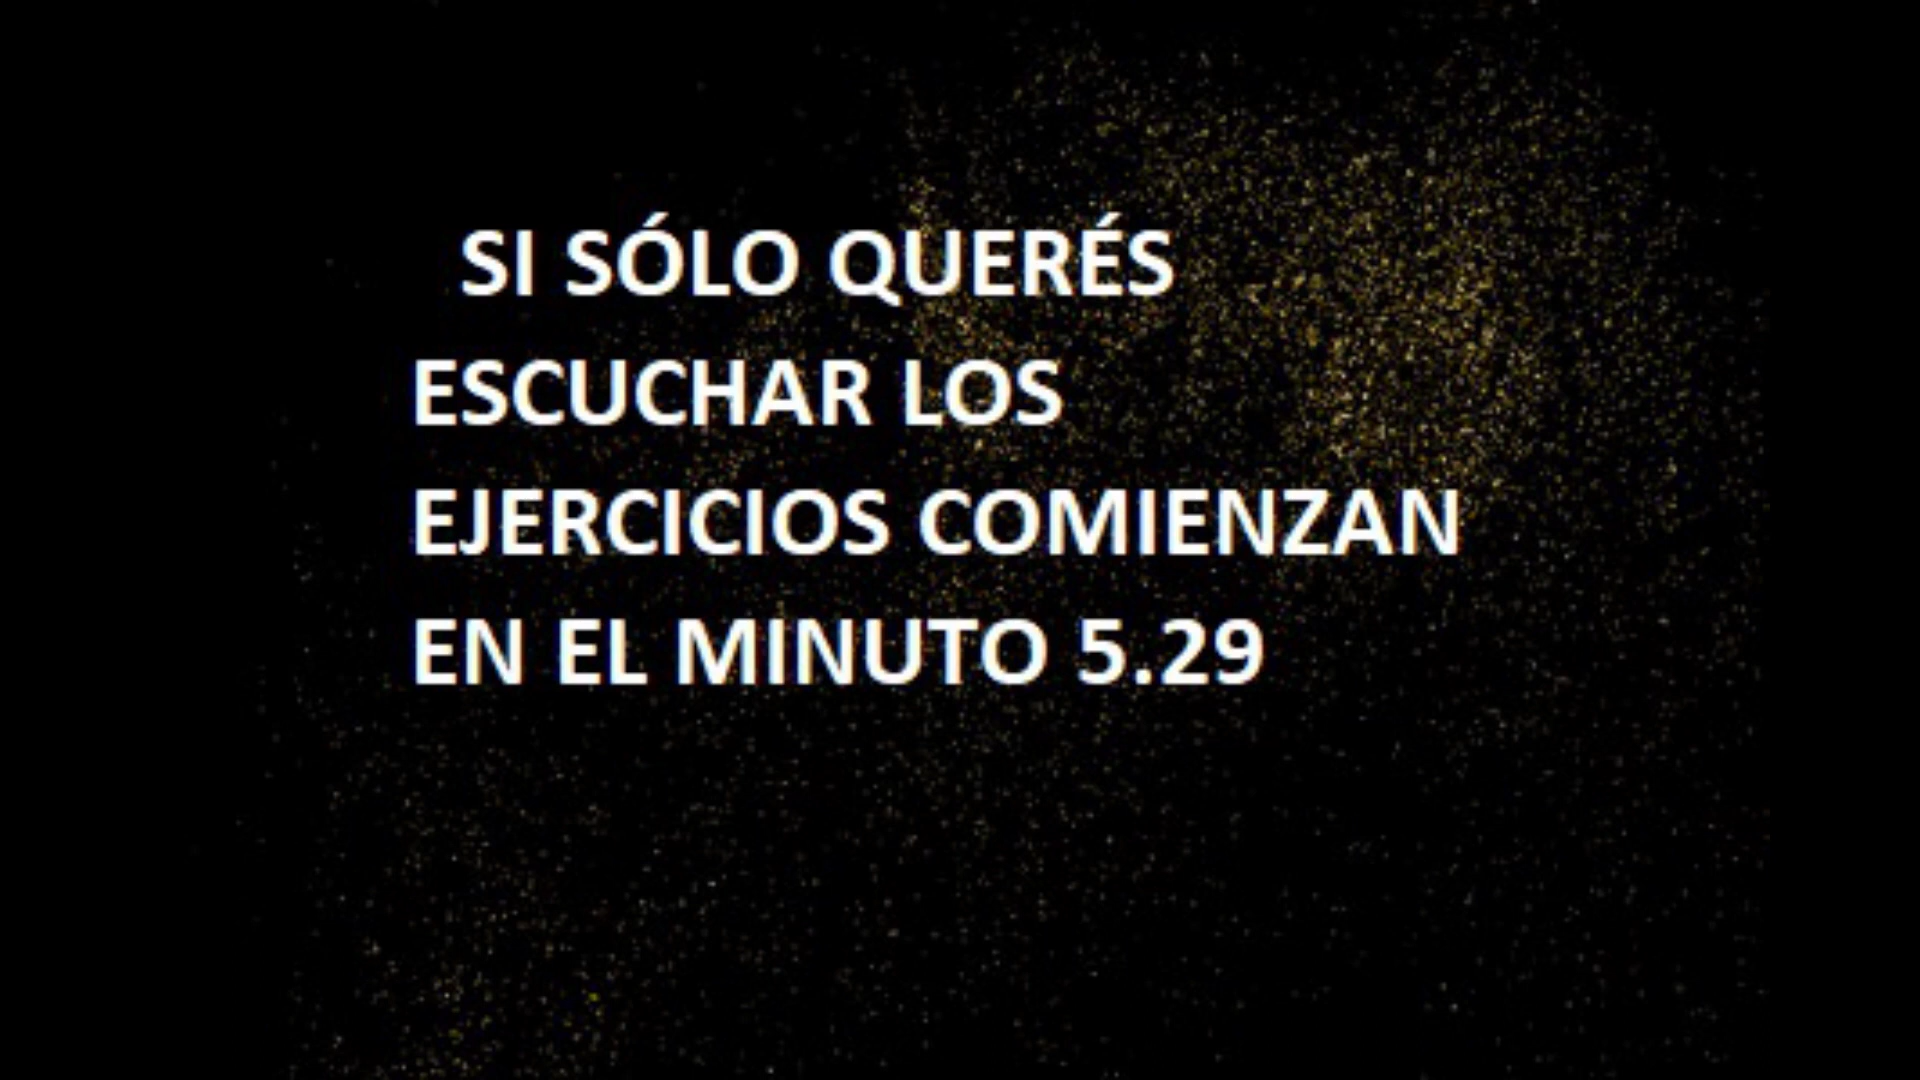 SI SÓLO QUERÉS
ESCUCHAR LOS
EJERCICIOS COMIENZAN
EN EL MINUTO 5.29